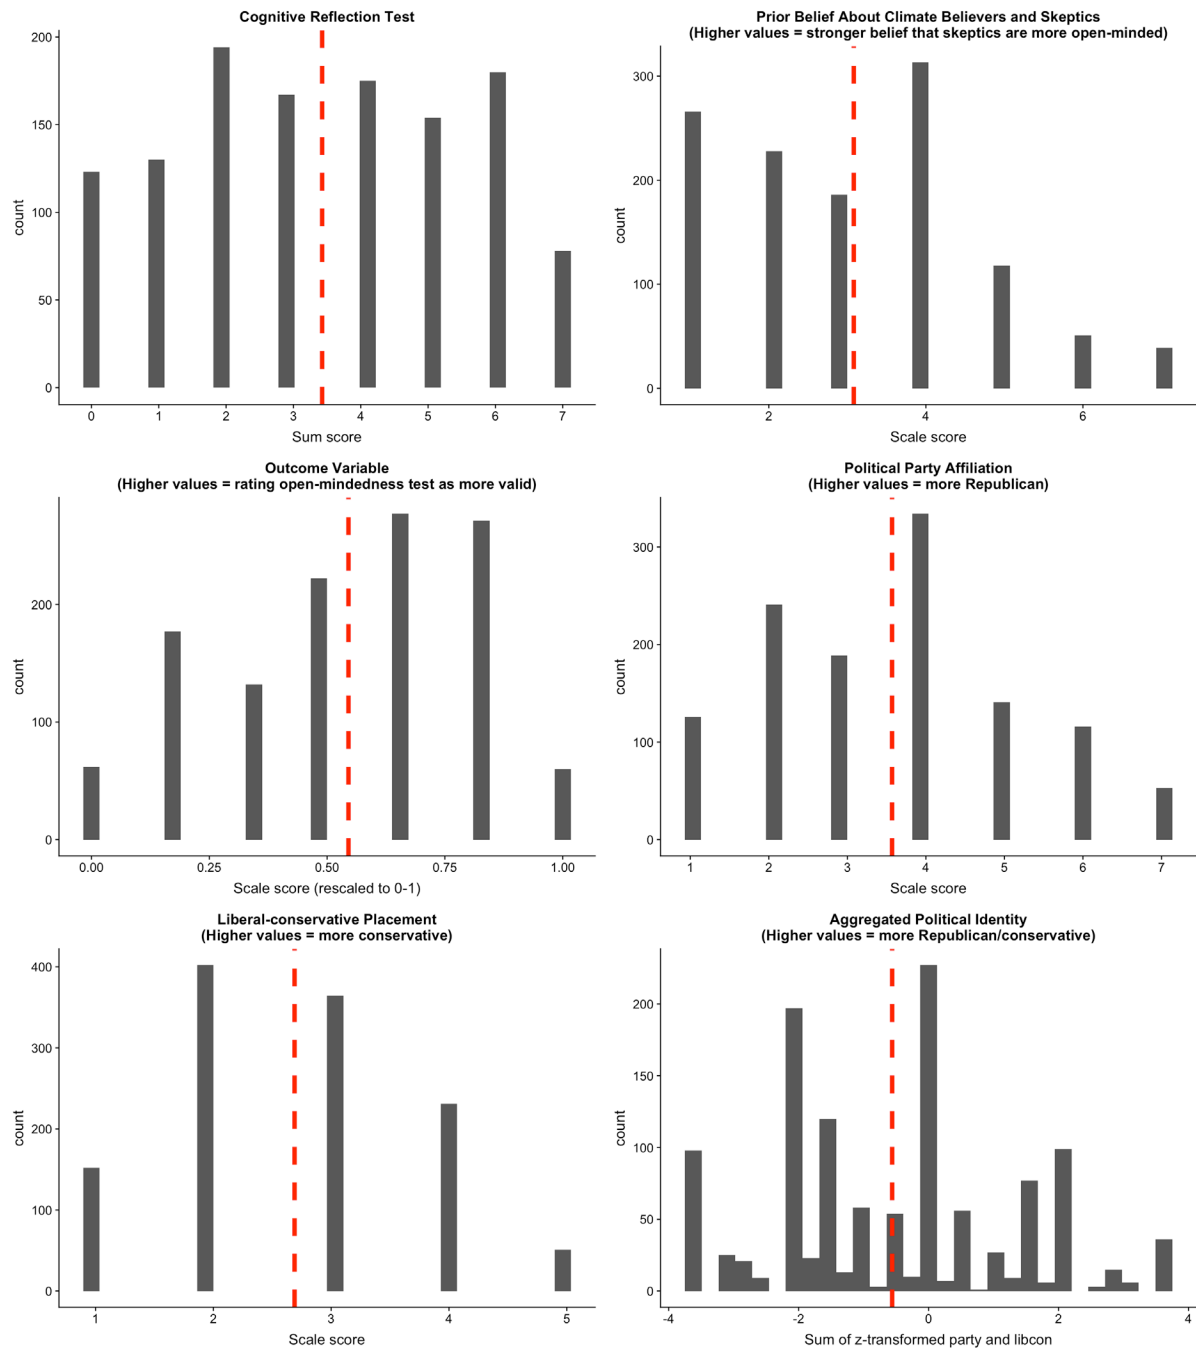 Cognitive Reflection Test
200
150
100
50
0
count
0 1 2 3 4 5 6 7
Sum score
Prior Belief About Climate Believers and Skeptics
(Higher values = stronger belief that skeptics are more open-minded)
300
200
100
0
count
2 4 6
Scale score
Outcome Variable
(Higher values = rating open-mindedness test as more valid)
200
100
0
count
0.00 0.25 0.50 0.75 1.00
Scale score (rescaled to 0-1)
Political Party Affiliation
(Higher values = more Republican)
300
200
100
0
count
1 2 3 4 5 6 7
Scale score
Liberal-conservative Placement
(Higher values = more conservative)
400
300
200
100
0
count
1 2 3 4 5
Scale score
Aggregated Political Identity
(Higher values = more Republican/conservative)
200
150
100
50
0
count
-4 -2 0 2 4
Sum of z-transformed party and libcon